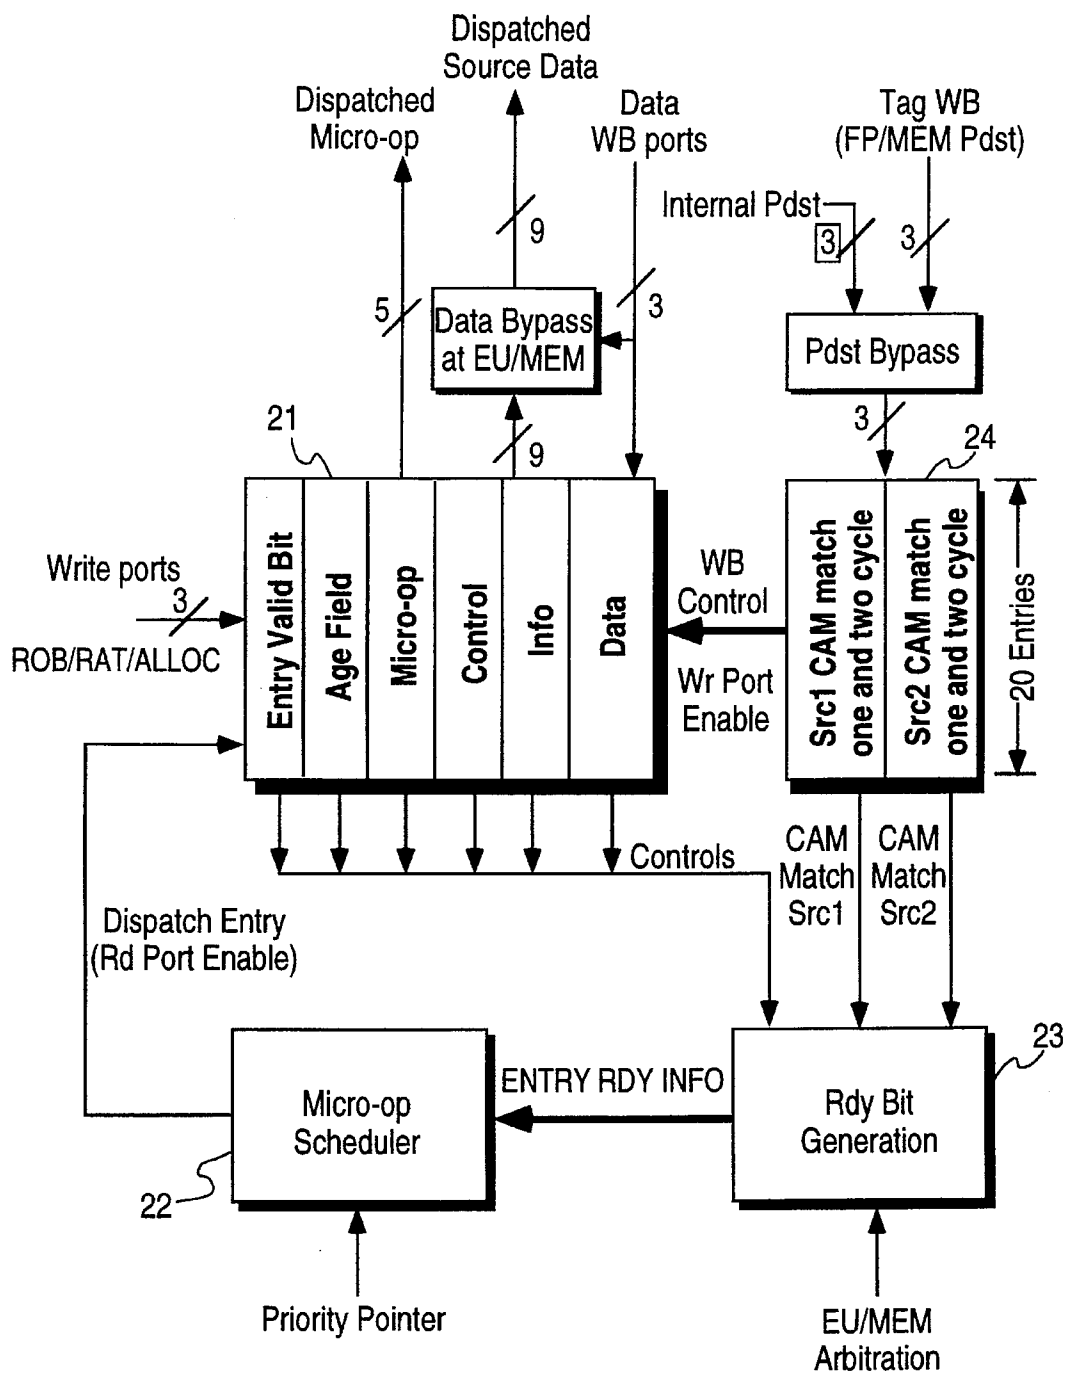 Dispatched
Source Data
Dispatched
Micro-op
Data
WB ports
Tag WB
(FP/MEM Pdst)
Internal Pdst
9
3
3
5
3
Data Bypass
at EU/MEM
Pdst Bypass
9
3
21
24
Entry Valid Bit
Age Field
Micro-op
Control
Info
Data
Src1 CAM match
one and two cycle
Src2 CAM match
one and two cycle
20 Entries
Write ports
3
ROB/RAT/ALLOC
WB
Control
Wr Port
Enable
Controls
CAM
Match
Src1
CAM
Match
Src2
Dispatch Entry
(Rd Port Enable)
Micro-op
Scheduler
22
ENTRY RDY INFO
Rdy Bit
Generation
23
Priority Pointer
EU/MEM
Arbitration